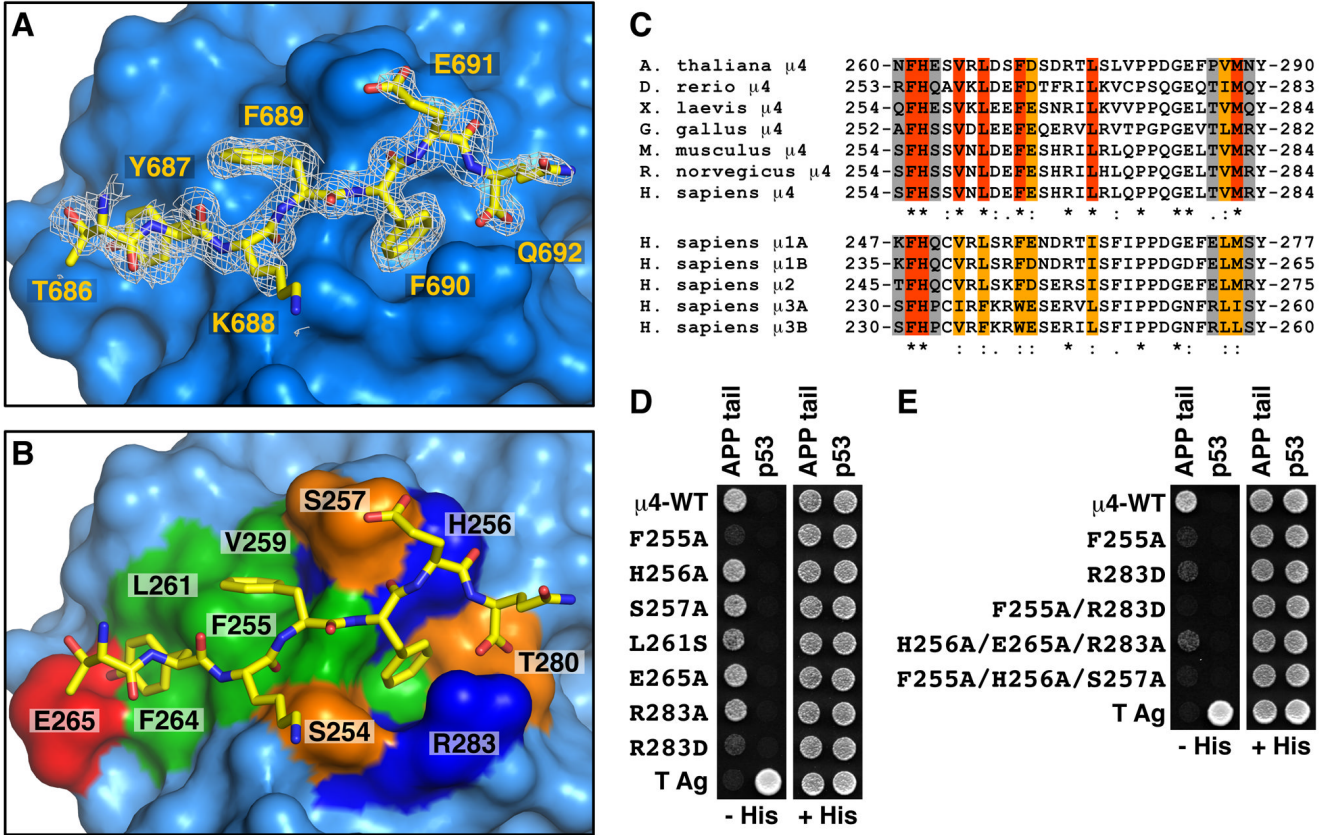 A
E691
F689
Y687
T686
K688
F690
Q692
B
S257
H256
V259
L261
F255
T280
E265
F264
S254
R283
C
A. thaliana μ4 260-NFHESVRLDSFDSDRTLSLVPPDGEFPVMNY-290
D. rerio μ4 253-RFHQAVKLDEFDTFRILKVCPSQGEQTIMQY-283
X. laevis μ4 254-QFHESVKLEEFESNRILKVVPPQGELTIMRY-284
G. gallus μ4 252-AFHSSVDLEEFEQERVLRVTPGPGEVTLMRY-282
M. musculus μ4 254-SFHSSVNLDEFESHRILRLQPPQGELTVMRY-284
R. norvegicus μ4 254-SFHSSVNLDEFESHRILRLQPPQGELTVMRY-284
H. sapiens μ4 254-SFHSSVNLDEFESNRILHLQPPQGELTVMRY-284
** :*:*:.*: * * * ** .:*
H. sapiens μ1A 247-KFHQCVRLSRFENDRTISFIPPDGEFELMSY-277
H. sapiens μ1B 235-KFHQCVRLSRFDNDRTISFIPPDGDFELMSY-265
H. sapiens μ2 245-TFHQCVRLSKFDSERSISFIPPDGEFELMRY-275
H. sapiens μ3A 230-SFHPCIRFKRWESERVLSFIPPDGNFRLISY-260
H. sapiens μ3B 230-SFHPCVRFKRWESERILSFIPPDGNFRLLSY-260
** : :. :: * : * *: ::
D
APP tail p53 APP tail p53
μ4-WT
F255A
H256A
S257A
L261S
E265A
R283A
R283D
T Ag
- His + His
E
APP tail p53 APP tail p53
μ4-WT
F255A
R283D
F255A/R283D
H256A/E265A/R283A
F255A/H256A/S257A
T Ag
- His + His